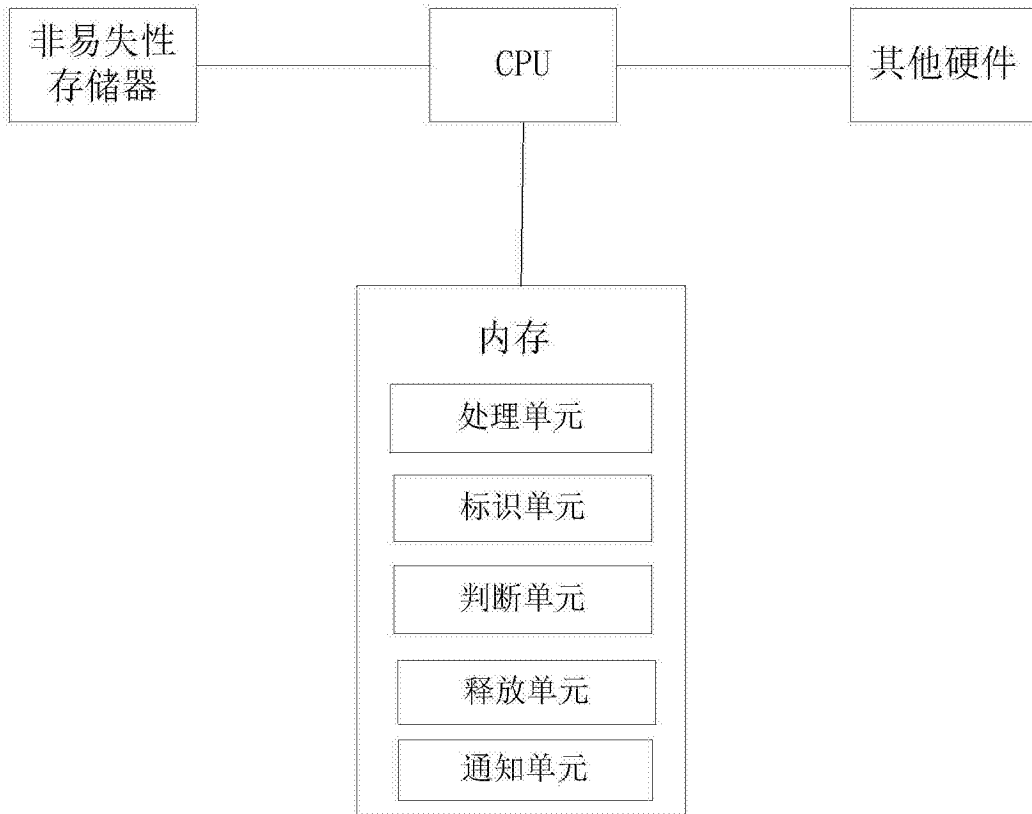 非易失性
存储器
CPU
其他硬件
内存
处理单元
标识单元
判断单元
释放单元
通知单元